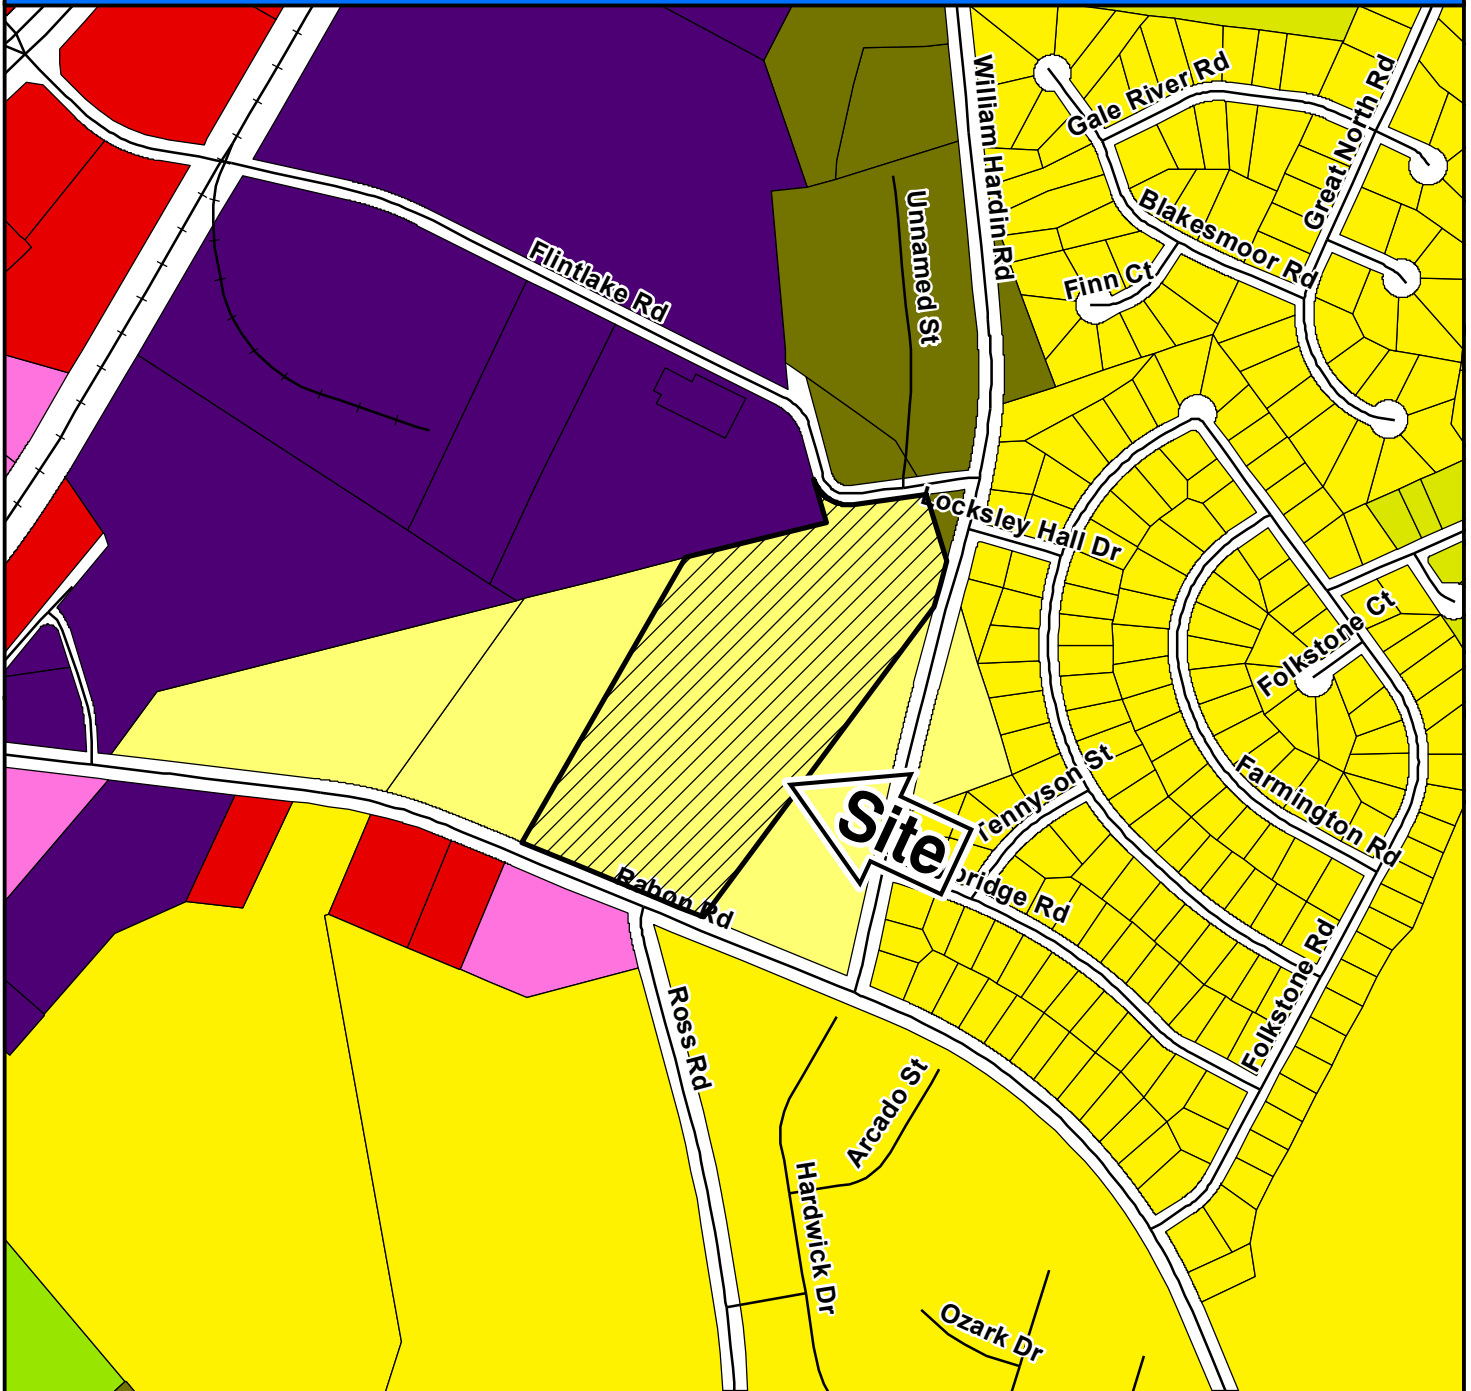 William Hardin Rd
Gale River Rd
Great North Rd
Blakesmoor Rd
Finn Ct
Unnamed St
Flintlake Rd
Locksley Hall Dr
Folkstone Ct
Tennyson St
Farmington Rd
Site
bridge Rd
Rabon Rd
Folkstone Rd
Ross Rd
Arcado St
Hardwick Dr
Ozark Dr